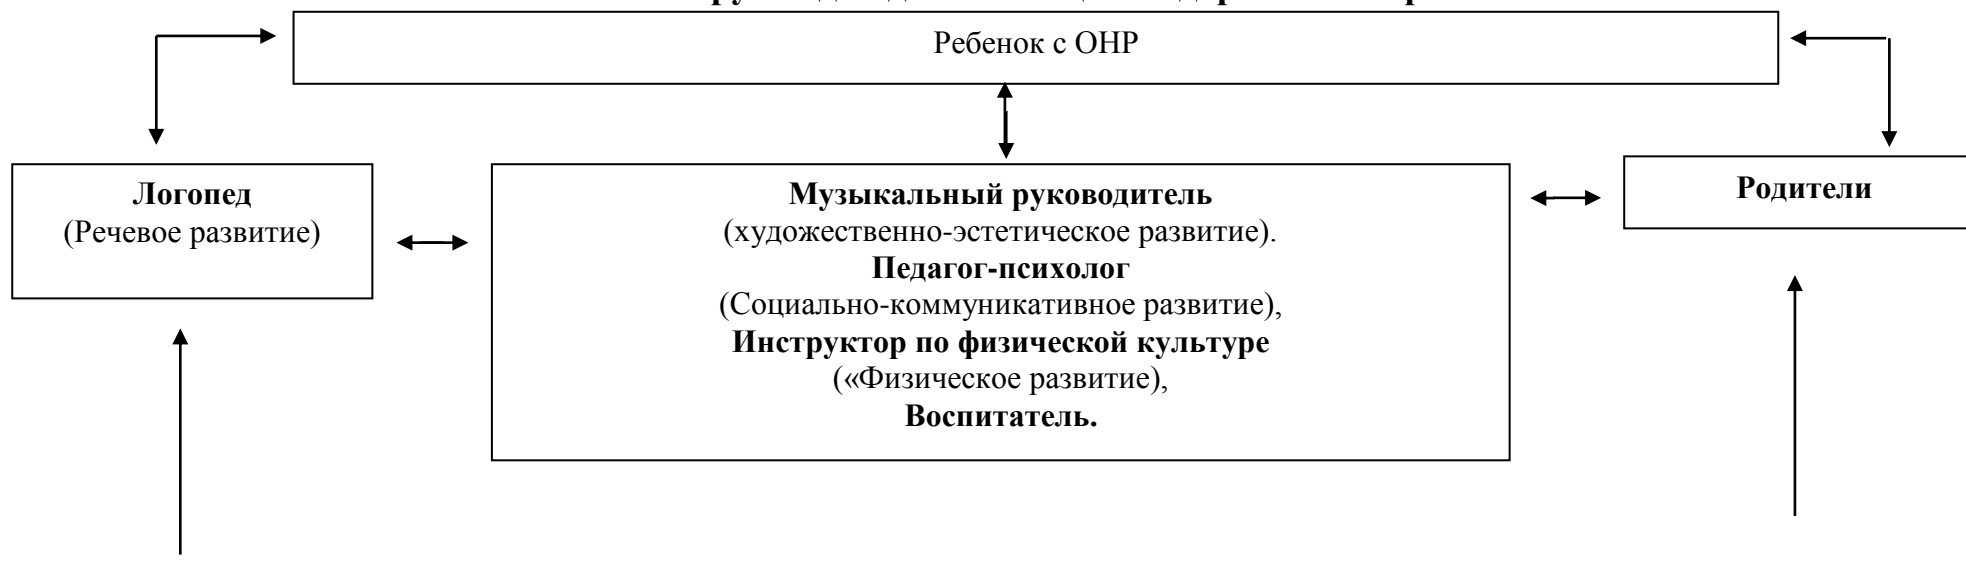 Ребенок с ОНР
Логопед
(Речевое развитие)
Музыкальный руководитель
(художественно-эстетическое развитие).
Педагог-психолог
(Социально-коммуникативное развитие),
Инструктор по физической культуре
(«Физическое развитие),
Воспитатель.
Родители